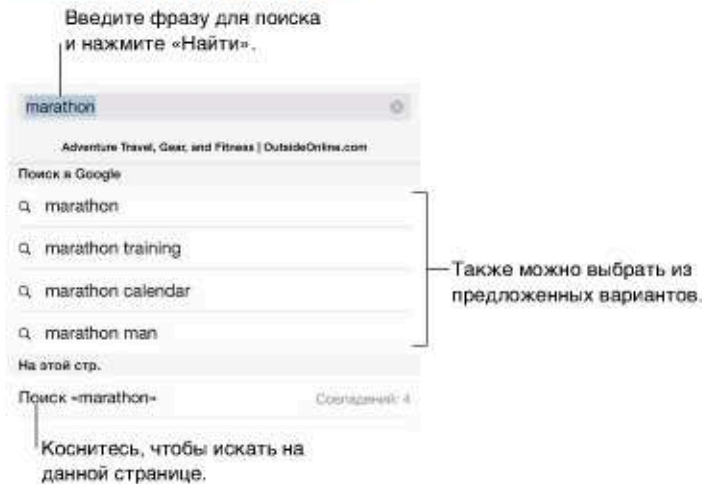 Введите фразу для поиска
и нажмите «Найти».
marathon
Adventure Travel, Gear, and Fitness | OutsideOnline.com
Поиск в Google
marathon
marathon training
marathon calendar
marathon man
Также можно выбрать из
предложенных вариантов.
На этой стр.
Поиск «marathon»
Совпадений: 4
Коснитесь, чтобы искать на
данной странице.